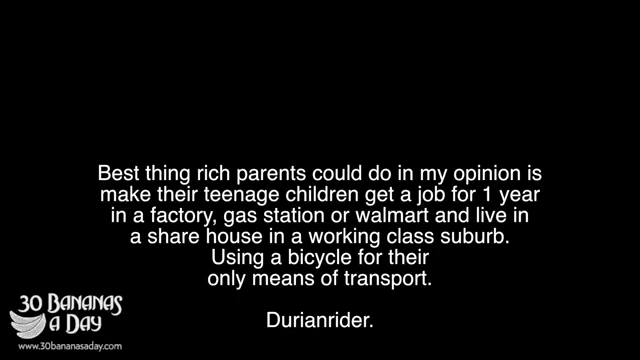 Best thing rich parents could do in my opinion is
make their teenage children get a job for 1 year
in a factory, gas station or walmart and live in
a share house in a working class suburb.
Using a bicycle for their
only means of transport.
Durianrider.
30 BANANAS
A DAY
www.30bananasaday.com